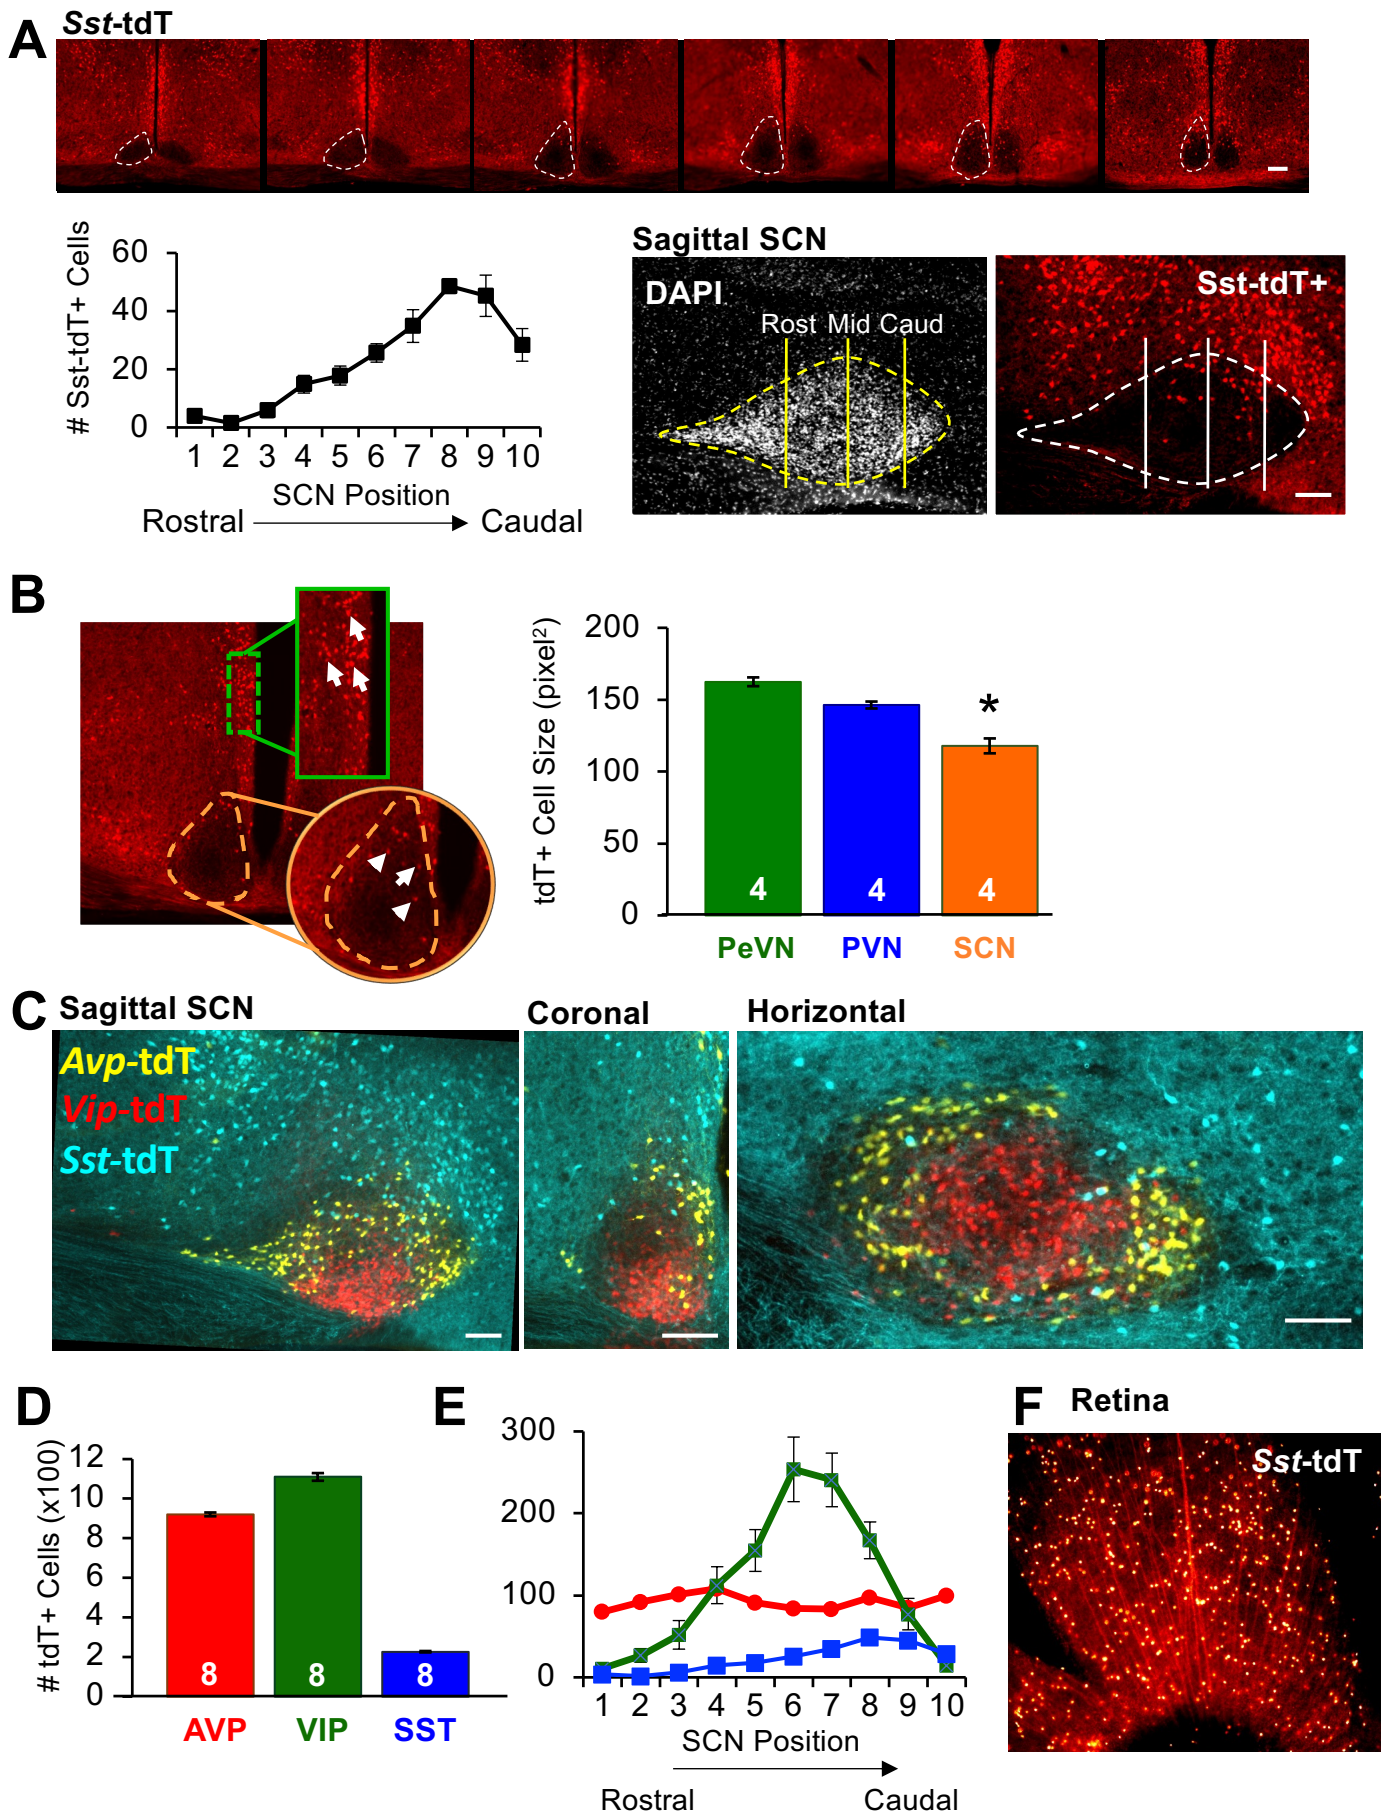 A
Sst-tdT
60
40
20
0
# Sst-tdT+ Cells
1 2 3 4 5 6 7 8 9 10
SCN Position
Rostral Caudal
Sagittal SCN
DAPI
Rost Mid Caud
Sst-tdT+
B
200
150
100
50
0
tdT+ Cell Size (pixel²)
*
4 4 4
PeVN PVN SCN
C
Sagittal SCN
Coronal
Horizontal
Avp-tdT
Vip-tdT
Sst-tdT
D
12
10
8
6
4
2
0
# tdT+ Cells (x100)
8 8 8
AVP VIP SST
E
300
200
100
0
1 2 3 4 5 6 7 8 9 10
SCN Position
Rostral Caudal
F
Retina
Sst-tdT